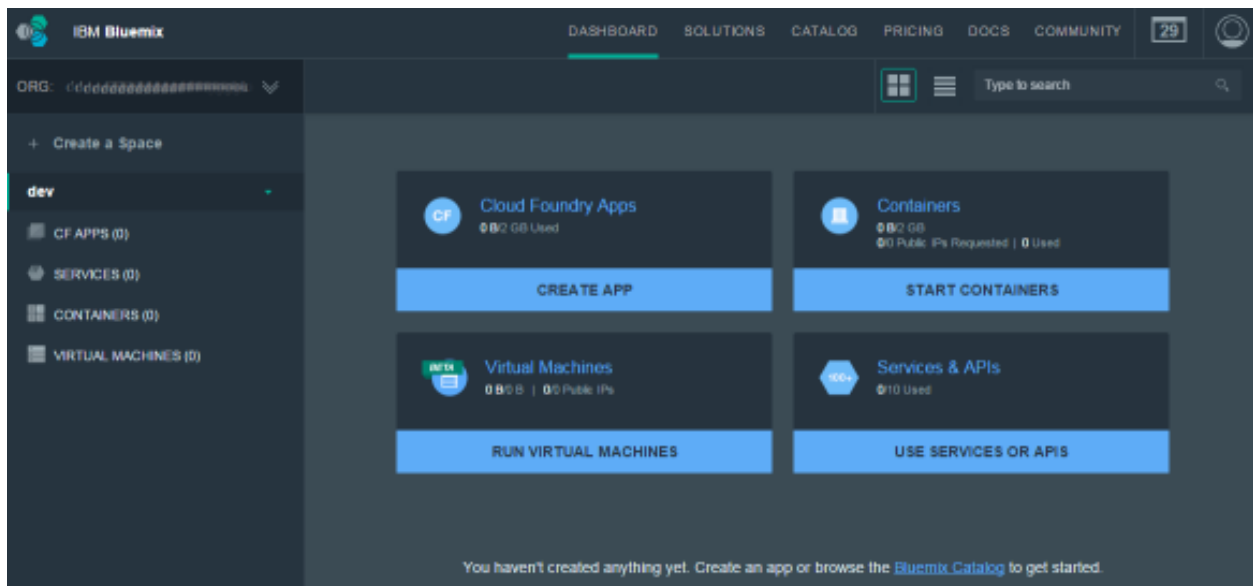 IBM Bluemix
DASHBOARD SOLUTIONS CATALOG PRICING DOCS COMMUNITY 29
ORG:
Type to search
+ Create a Space
dev
CF APPS (0)
SERVICES (0)
CONTAINERS (0)
VIRTUAL MACHINES (0)
CF Cloud Foundry Apps
0 B/2 GB Used
CREATE APP
Containers
0 B/2 GB
0/0 Public IPs Requested | 0 Used
START CONTAINERS
BETA Virtual Machines
0 B/0 B | 0/0 Public IPs
RUN VIRTUAL MACHINES
100+ Services & APIs
0/10 Used
USE SERVICES OR APIS
You haven't created anything yet. Create an app or browse the Bluemix Catalog to get started.